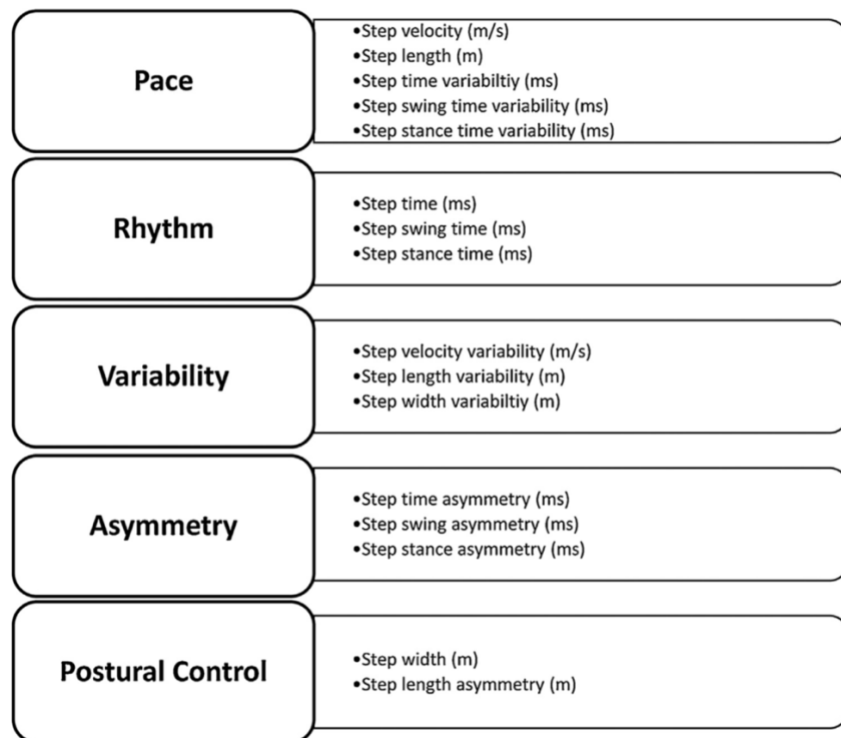 Pace
•Step velocity (m/s)
•Step length (m)
•Step time variabiltiy (ms)
•Step swing time variability (ms)
•Step stance time variability (ms)
Rhythm
•Step time (ms)
•Step swing time (ms)
•Step stance time (ms)
Variability
•Step velocity variability (m/s)
•Step length variability (m)
•Step width variabiltiy (m)
Asymmetry
•Step time asymmetry (ms)
•Step swing asymmetry (ms)
•Step stance asymmetry (ms)
Postural Control
•Step width (m)
•Step length asymmetry (m)